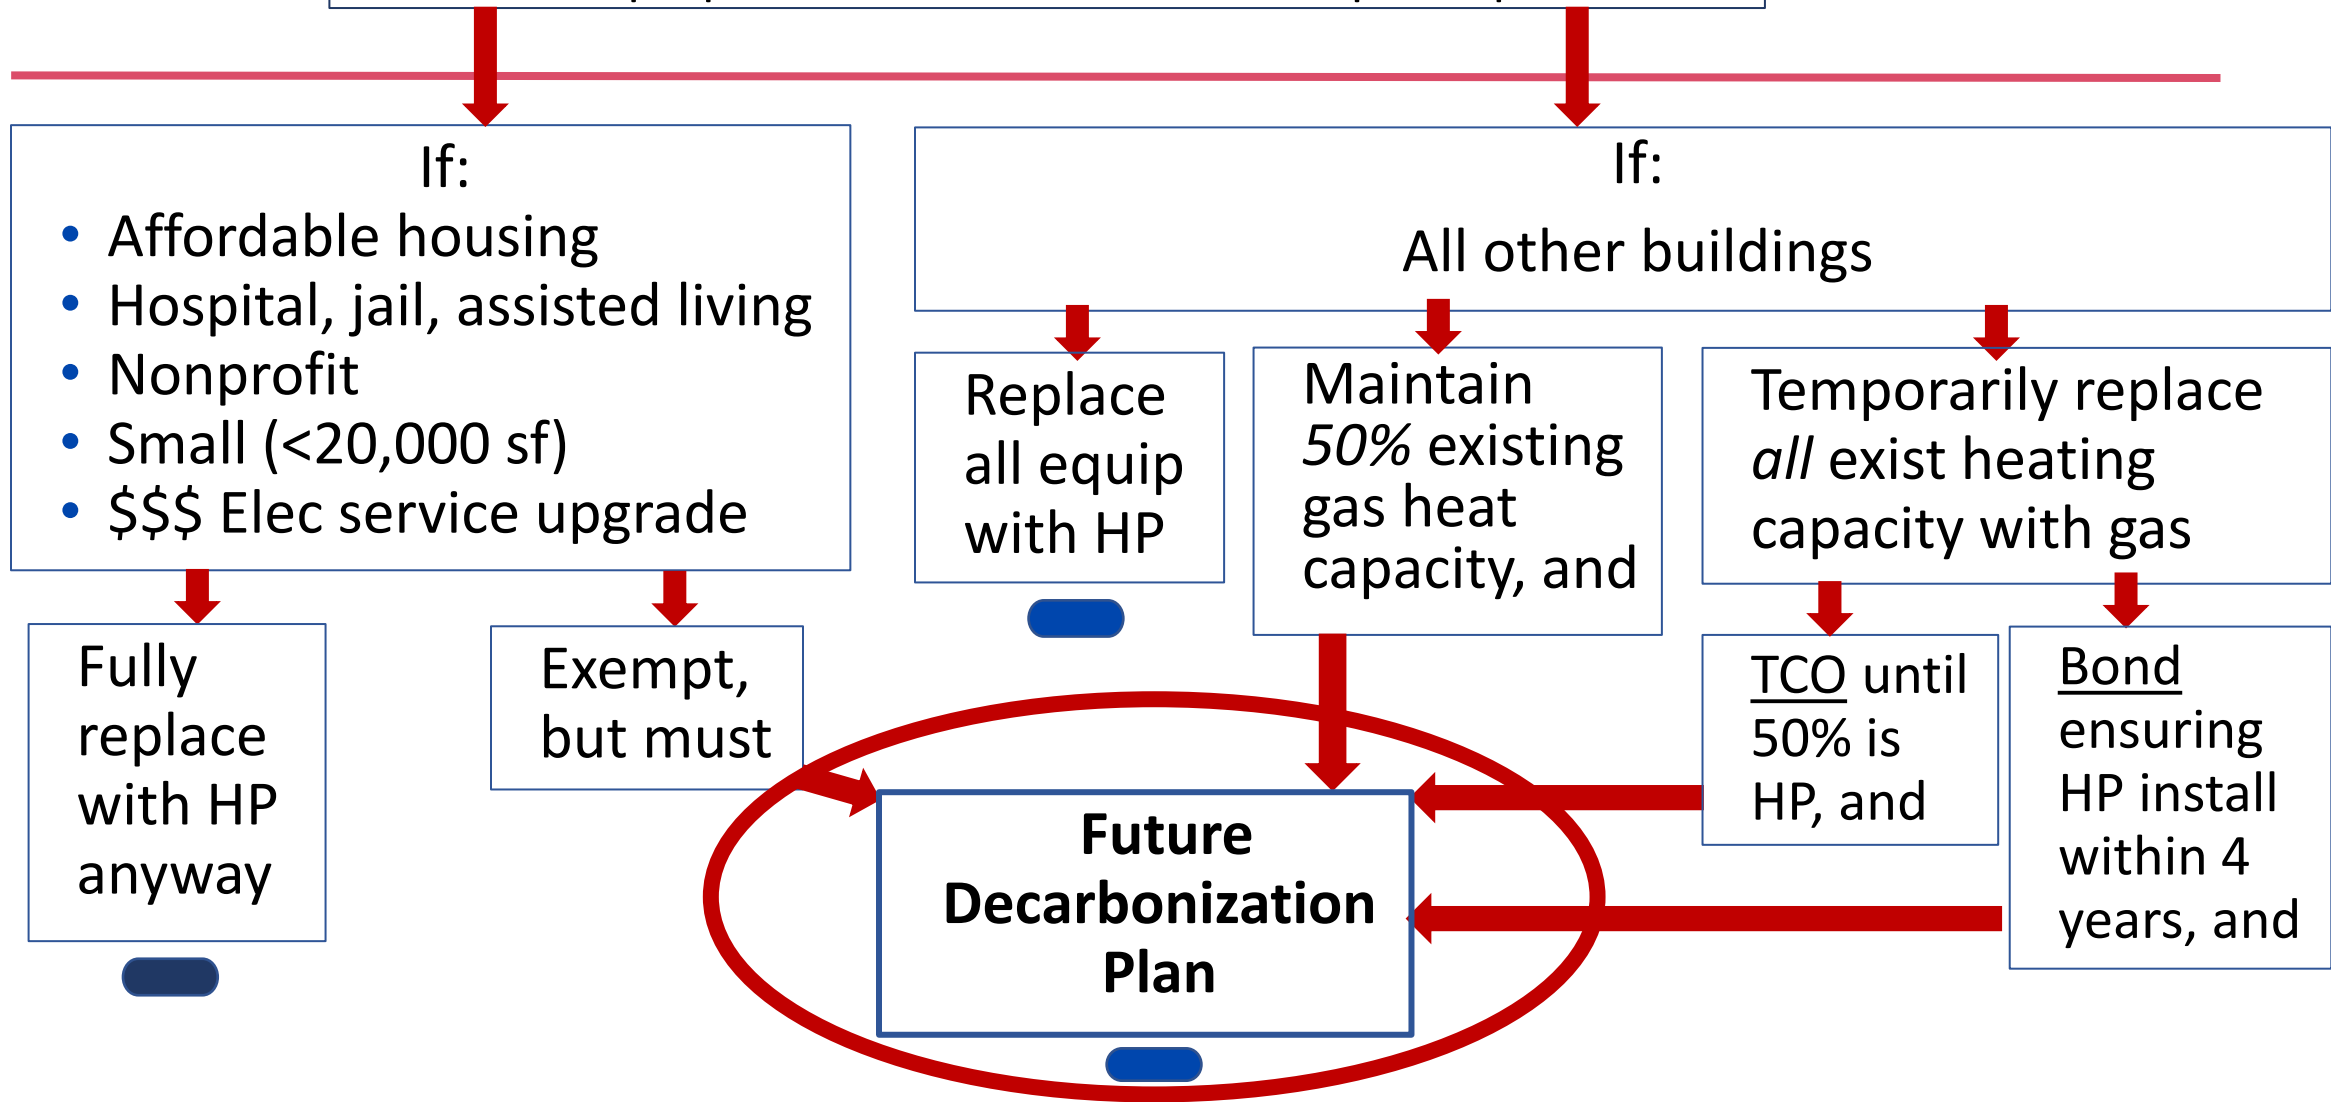 If:
• Affordable housing
• Hospital, jail, assisted living
• Nonprofit
• Small (<20,000 sf)
• $$$ Elec service upgrade
If:
All other buildings
Fully
replace
with HP
anyway
Exempt,
but must
Replace
all equip
with HP
Maintain
50% existing
gas heat
capacity, and
Temporarily replace
all exist heating
capacity with gas
TCO until
50% is
HP, and
Bond
ensuring
HP install
within 4
years, and
Future
Decarbonization
Plan